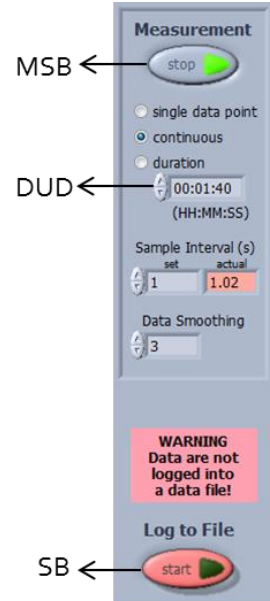 Measurement
MSB
stop
single data point
continuous
duration
DUD
00:01:40
(HH:MM:SS)
Sample Interval (s)
set actual
1 1.02
Data Smoothing
3
WARNING
Data are not
logged into
a data file!
Log to File
SB
start